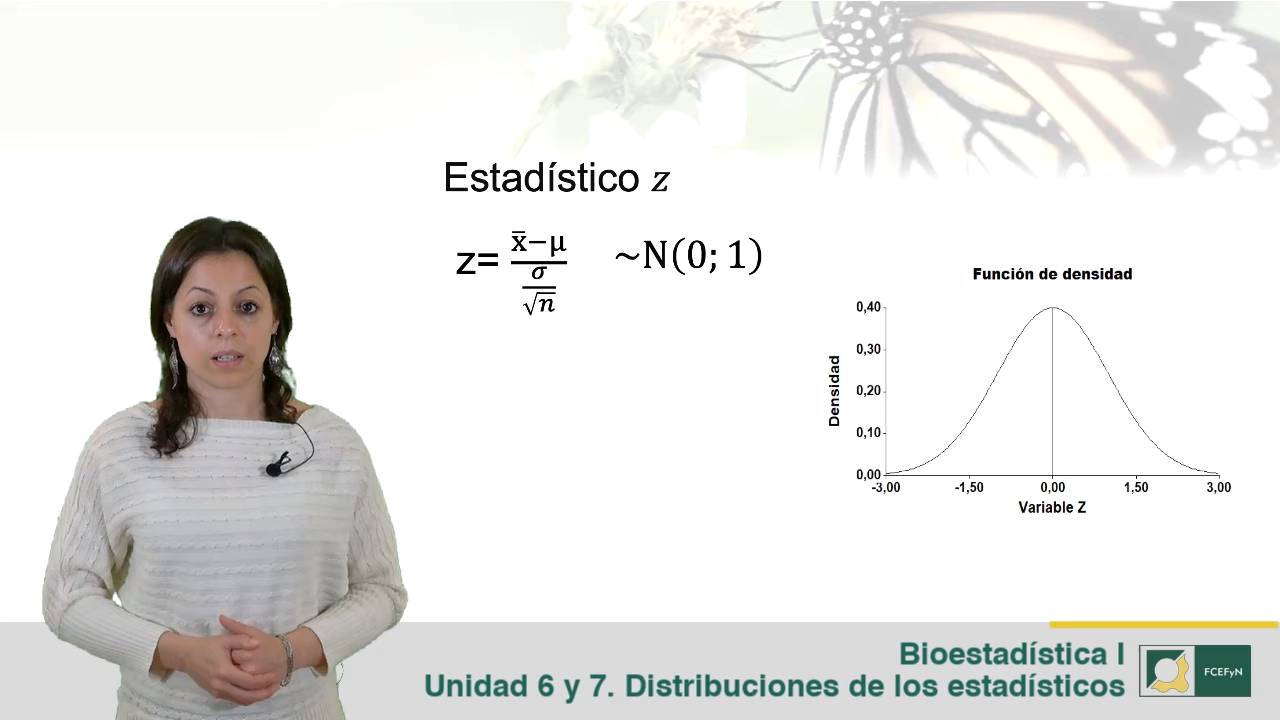 Estadístico z
z= x̄−μ / σ/√n ~N(0; 1)
Función de densidad
Densidad
0,40
0,30
0,20
0,10
0,00
-3,00 -1,50 0,00 1,50 3,00
Variable Z
Bioestadística I
Unidad 6 y 7. Distribuciones de los estadísticos
FCEFyN